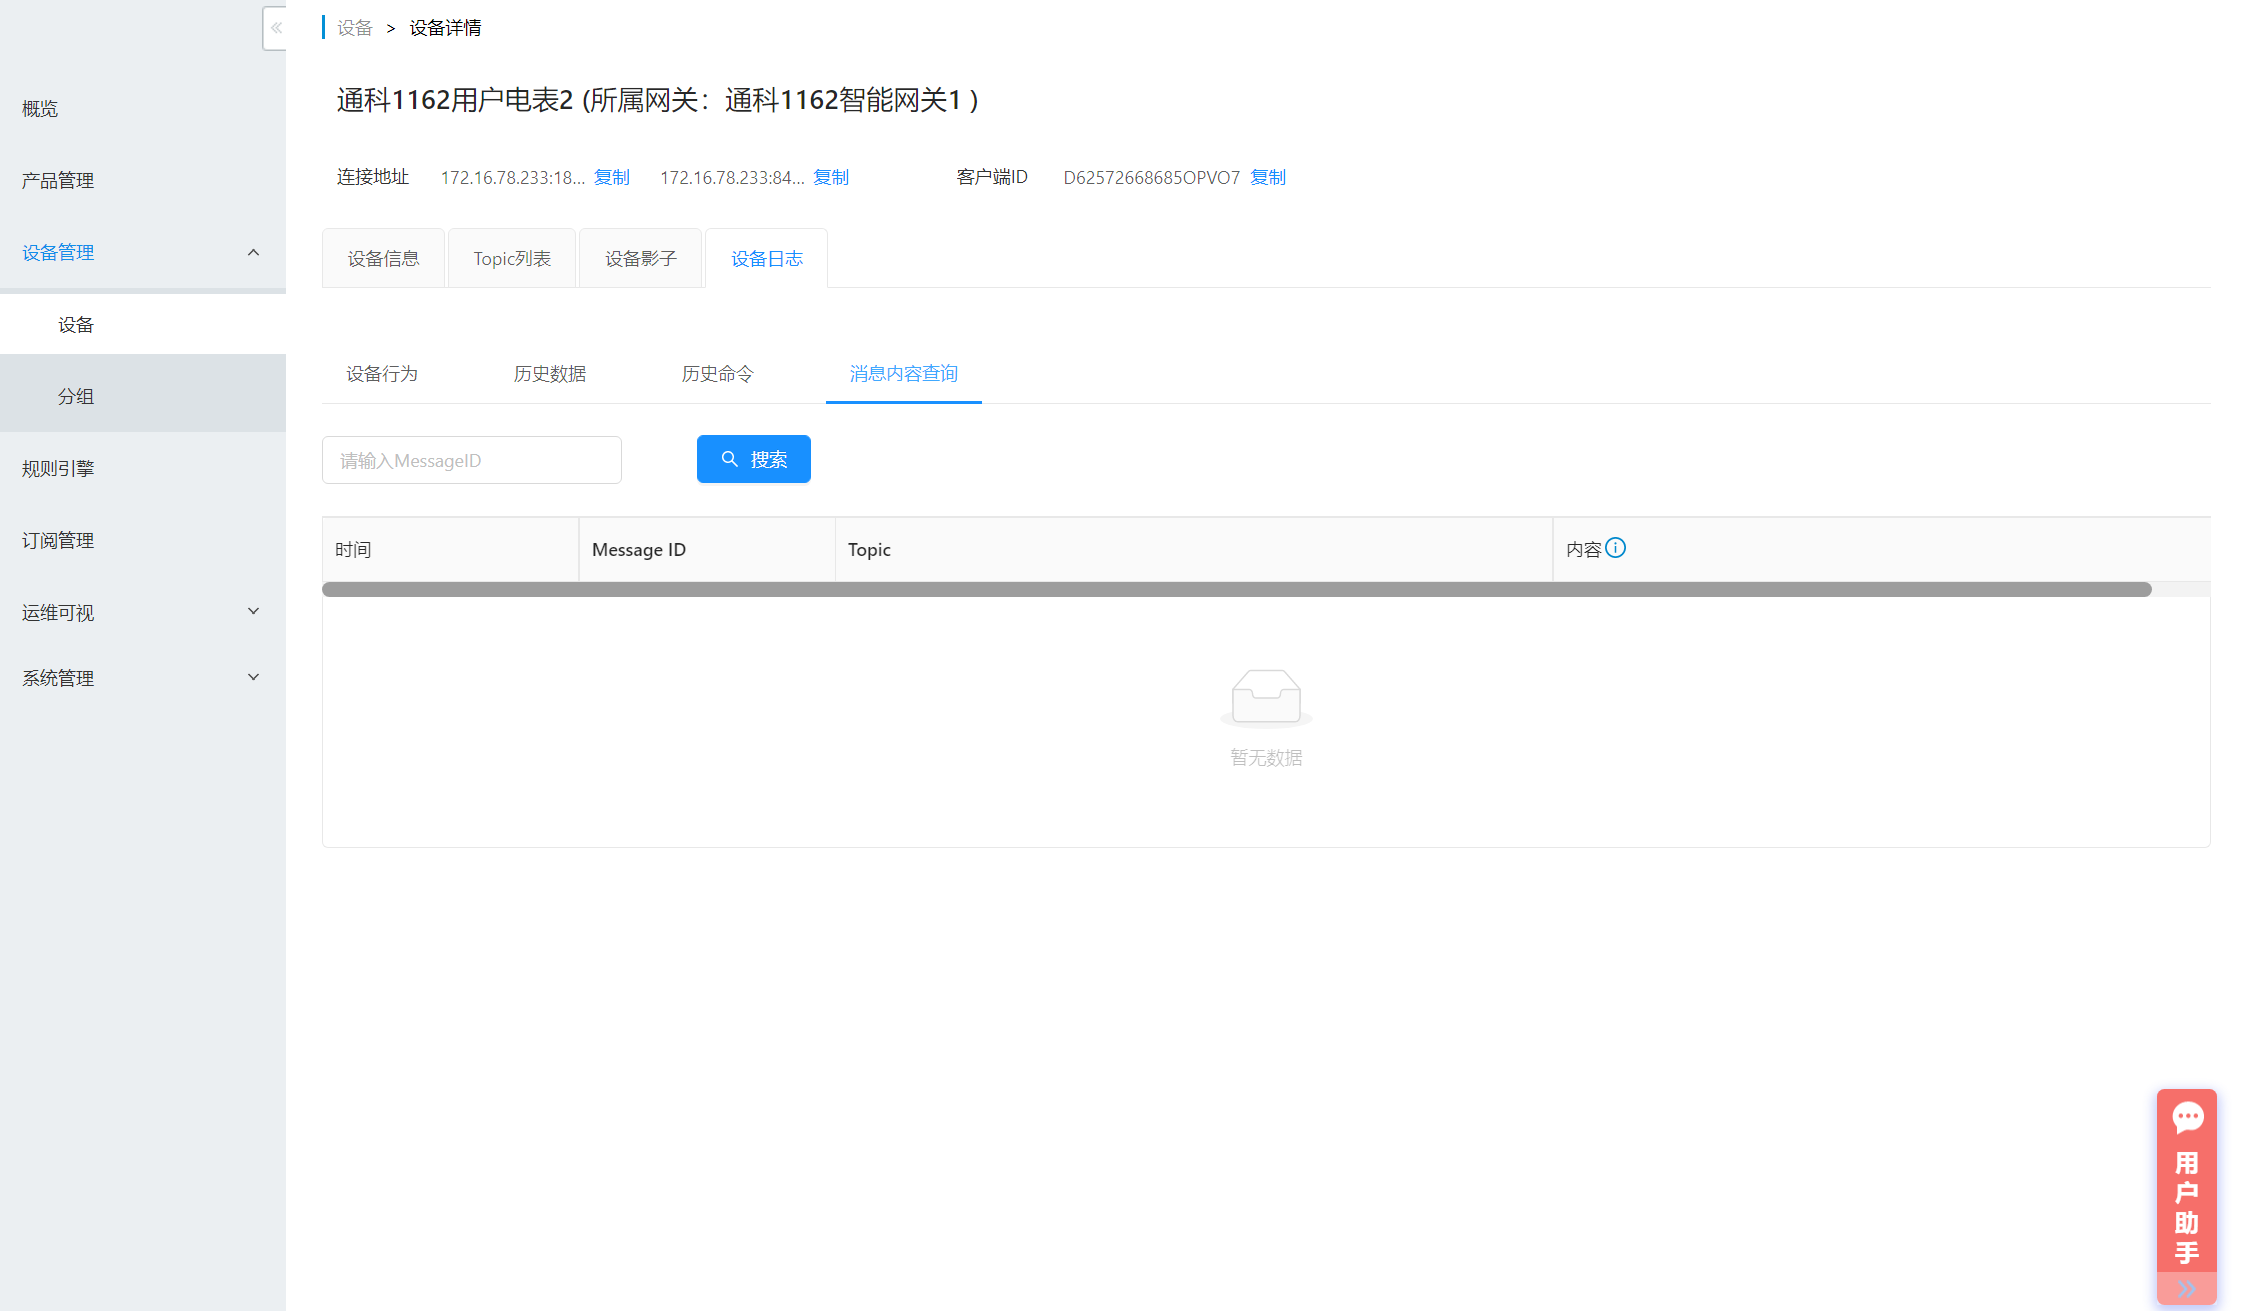 设备 > 设备详情
概览
产品管理
设备管理
设备
分组
规则引擎
订阅管理
运维可视
系统管理
通科1162用户电表2 (所属网关：通科1162智能网关1 )
连接地址 172.16.78.233:18... 复制 172.16.78.233:84... 复制 客户端ID D62572668685OPVO7 复制
设备信息 Topic列表 设备影子 设备日志
设备行为 历史数据 历史命令 消息内容查询
请输入MessageID 搜索
时间 Message ID Topic 内容
暂无数据
用户助手